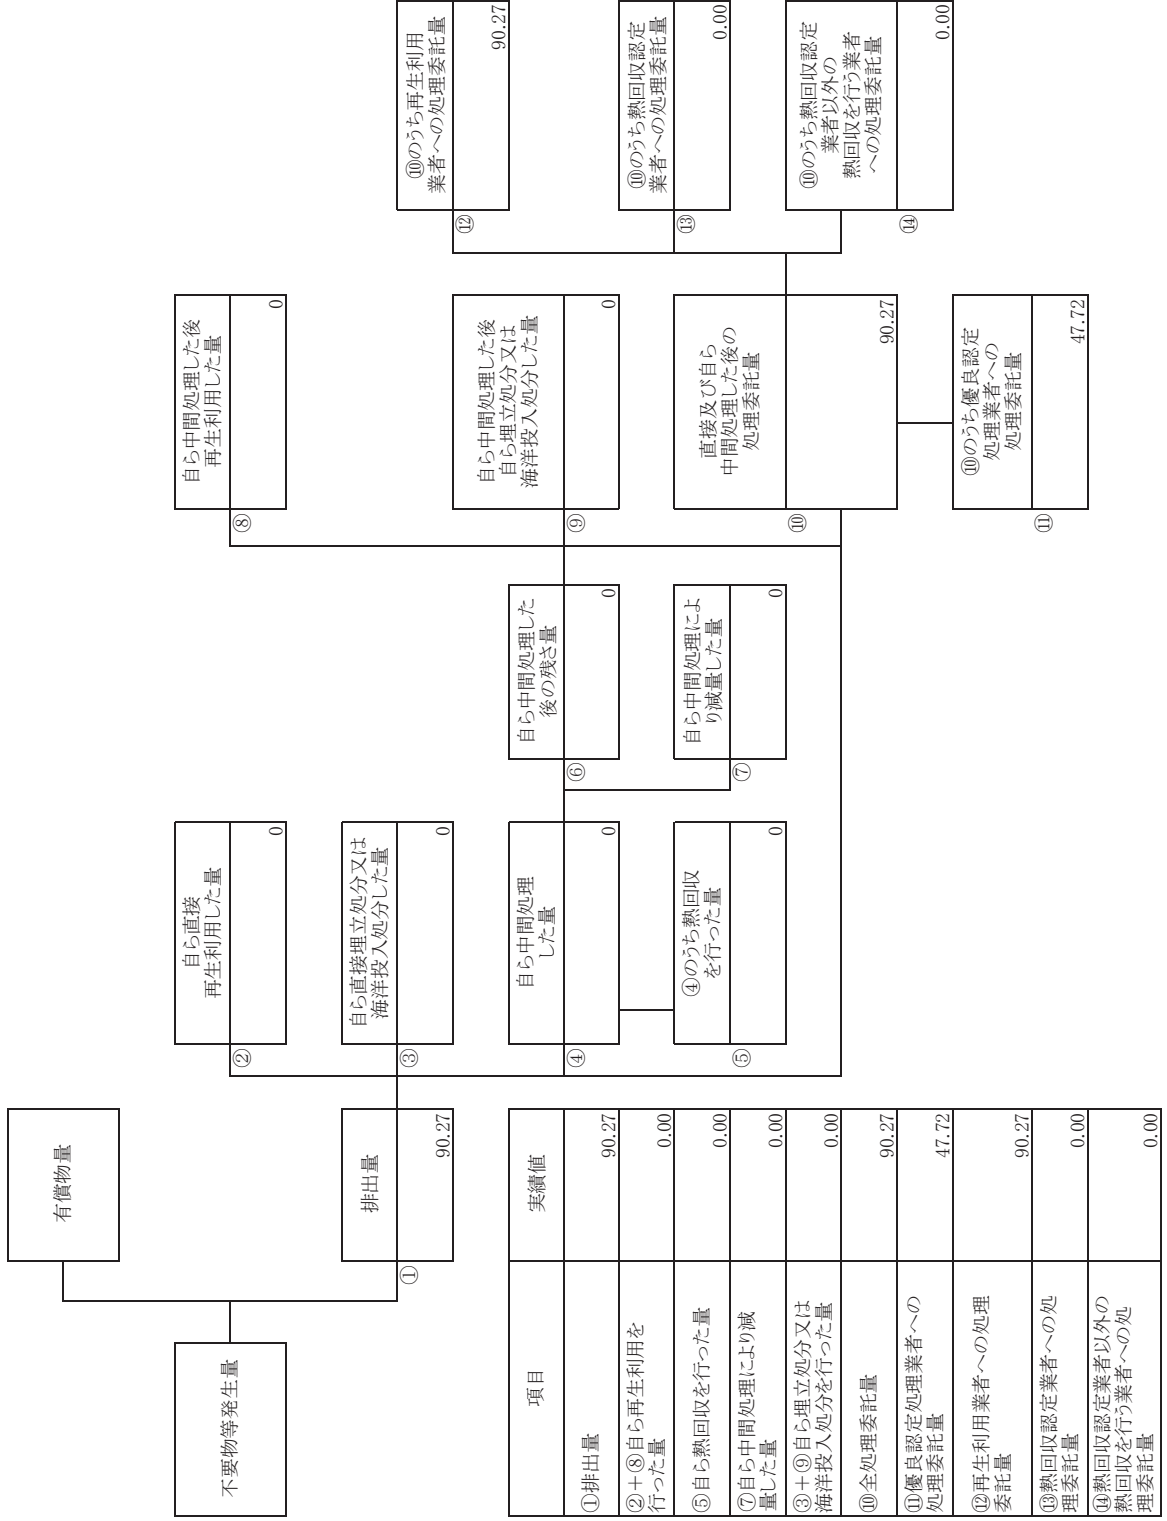 有償物量
不要物等発生量
排出量
①
90.27
自ら直接
再生利用した量
②
0
自ら直接埋立処分又は
海洋投入処分した量
③
0
自ら中間処理
した量
④
0
④のうち熱回収
を行った量
⑤
0
自ら中間処理した
後の残さ量
⑥
0
自ら中間処理によ
り減量した量
⑦
0
自ら中間処理した後
再生利用した量
⑧
0
自ら中間処理した後
自ら埋立処分又は
海洋投入処分した量
⑨
0
直接及び自ら
中間処理した後の
処理委託量
⑩
90.27
⑩のうち優良認定
処理業者への
処理委託量
⑪
47.72
⑩のうち再生利用
業者への処理委託量
⑫
90.27
⑩のうち熱回収認定
業者への処理委託量
⑬
0.00
⑩のうち熱回収認定
業者以外の
熱回収を行う業者
への処理委託量
⑭
0.00
項目
実績値
①排出量
90.27
②＋⑧自ら再生利用を
行った量
0.00
⑤自ら熱回収を行った量
0.00
⑦自ら中間処理により減
量した量
0.00
③＋⑨自ら埋立処分又は
海洋投入処分を行った量
0.00
⑩全処理委託量
90.27
⑪優良認定処理業者への
処理委託量
47.72
⑫再生利用業者への処理
委託量
90.27
⑬熱回収認定業者への処
理委託量
0.00
⑭熱回収認定業者以外の
熱回収を行う業者への処
理委託量
0.00